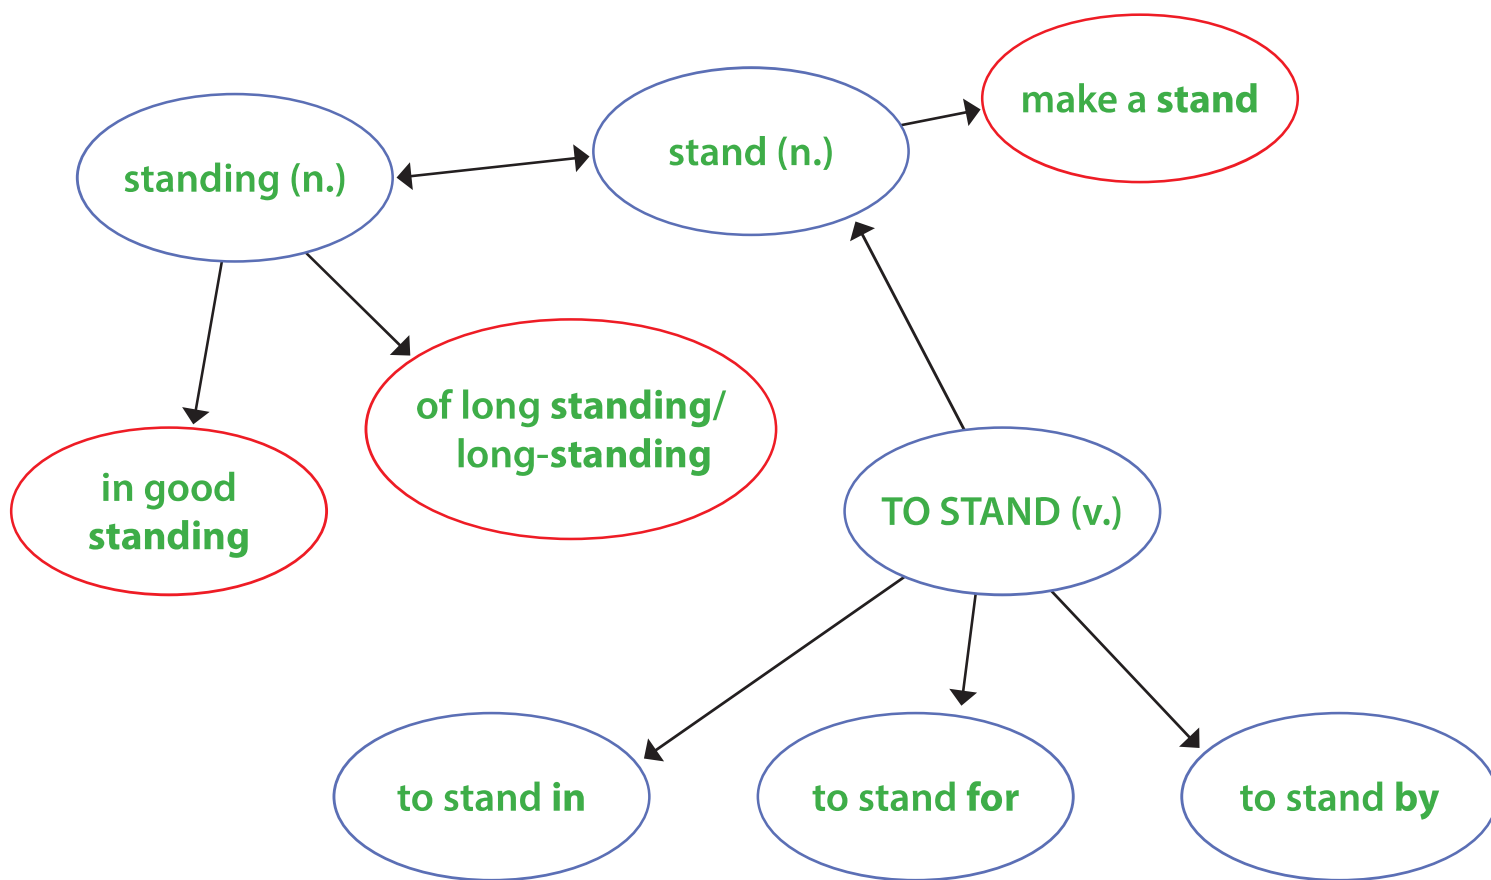 make a stand
stand (n.)
standing (n.)
of long standing/
long-standing
in good
standing
TO STAND (v.)
to stand in
to stand for
to stand by